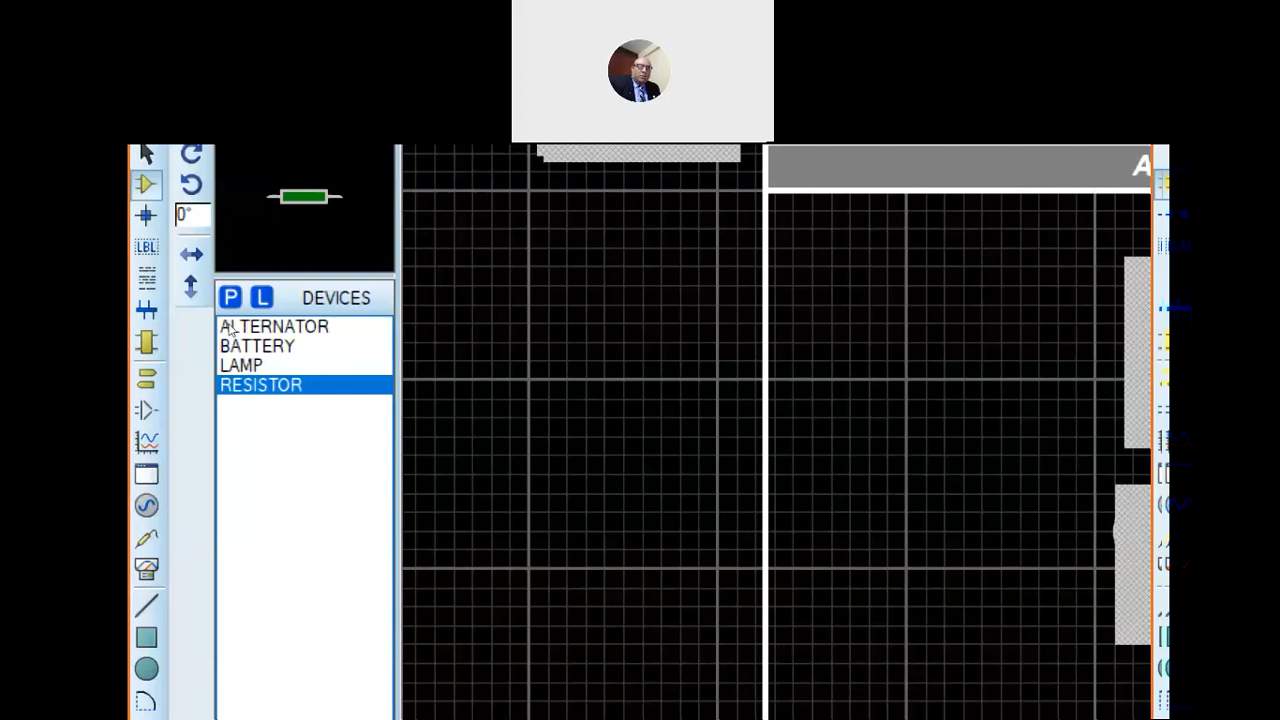 A
0°
LBL
P L DEVICES
ALTERNATOR
BATTERY
LAMP
RESISTOR